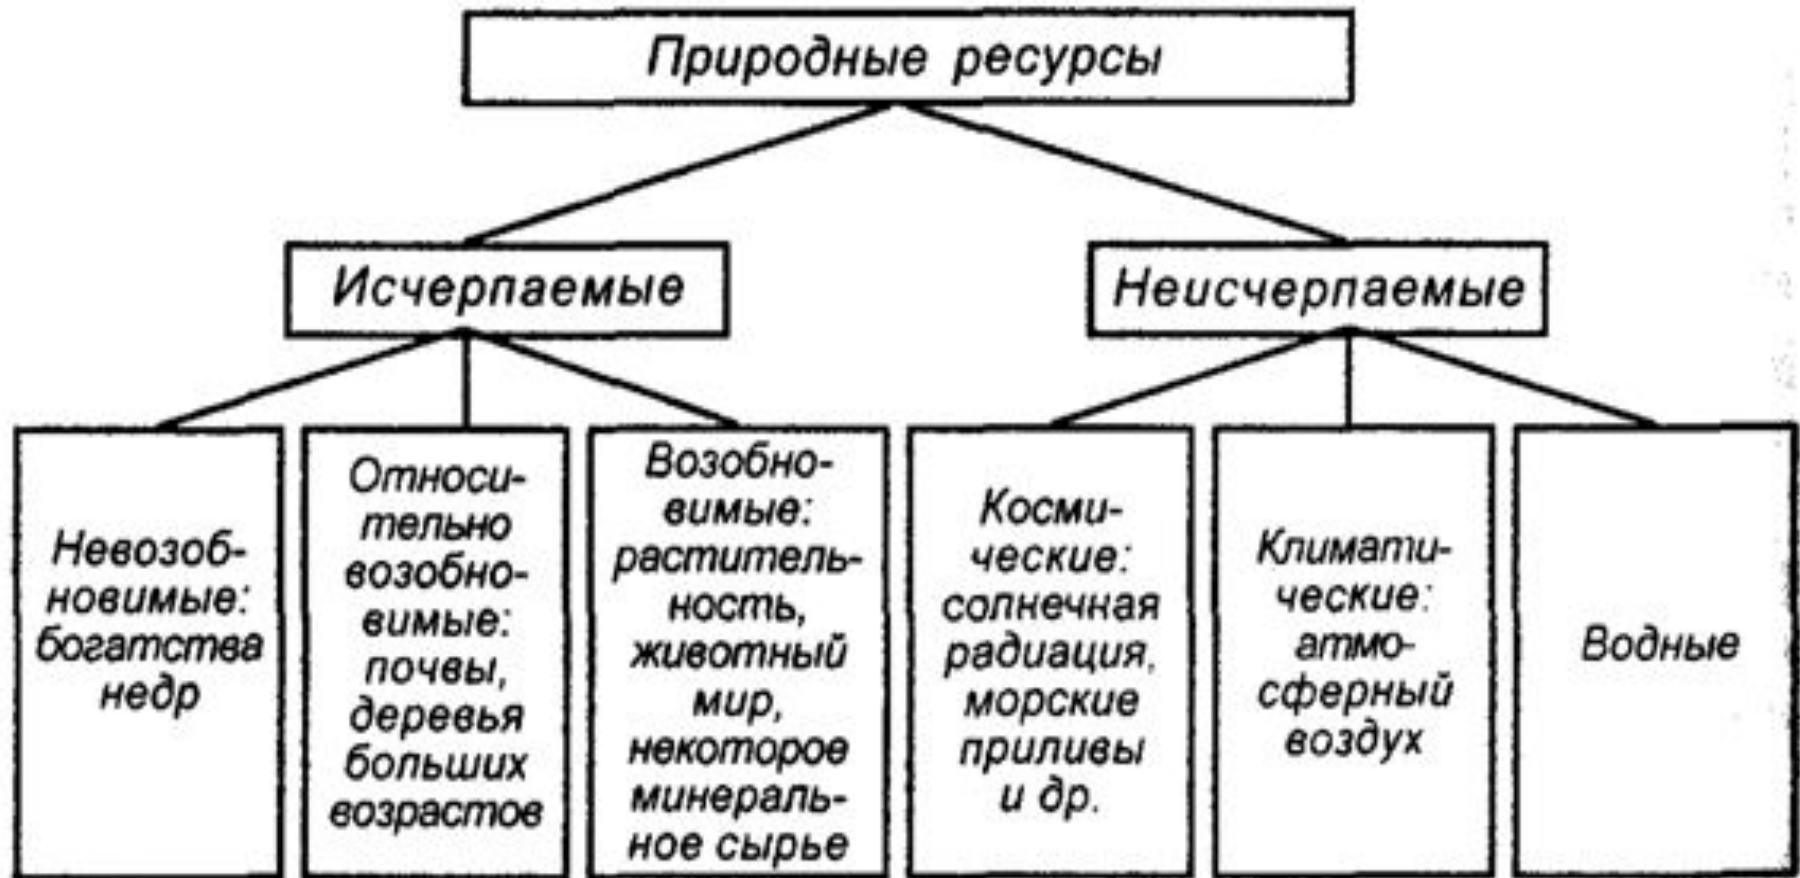 Природные ресурсы
Исчерпаемые
Неисчерпаемые
Невозоб-
новимые:
богатства
недр
Относи-
тельно
возобно-
вимые:
почвы,
деревья
больших
возрастов
Возобно-
вимые:
раститель-
ность,
животный
мир,
некоторое
минераль-
ное сырье
Косми-
ческие:
солнечная
радиация,
морские
приливы
и др.
Климати-
ческие:
атмо-
сферный
воздух
Водные